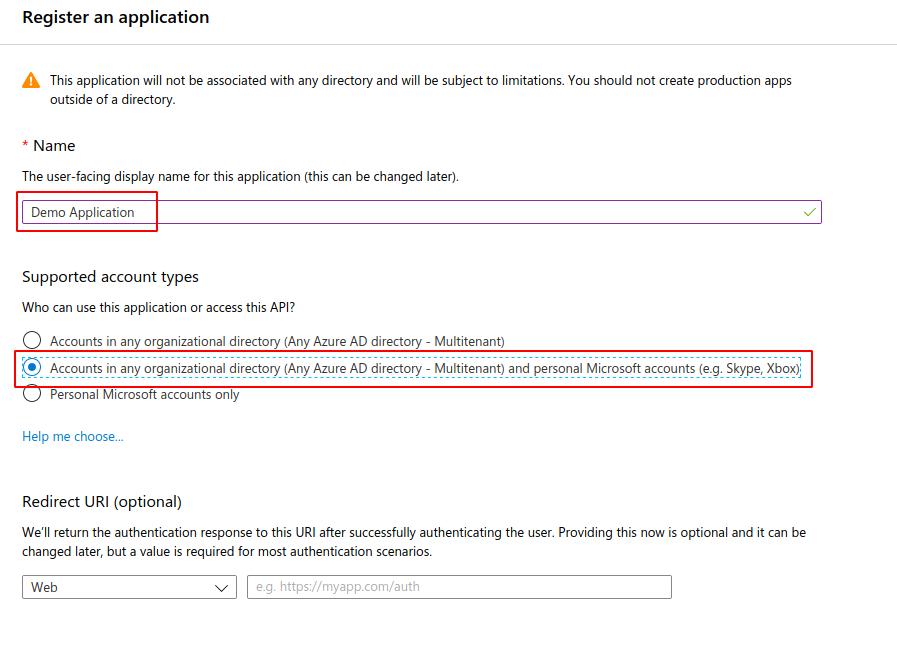 Register an application
This application will not be associated with any directory and will be subject to limitations. You should not create production apps
outside of a directory.
* Name
The user-facing display name for this application (this can be changed later).
Demo Application
Supported account types
Who can use this application or access this API?
Accounts in any organizational directory (Any Azure AD directory - Multitenant)
Accounts in any organizational directory (Any Azure AD directory - Multitenant) and personal Microsoft accounts (e.g. Skype, Xbox)
Personal Microsoft accounts only
Help me choose...
Redirect URI (optional)
We'll return the authentication response to this URI after successfully authenticating the user. Providing this now is optional and it can be
changed later, but a value is required for most authentication scenarios.
Web e.g. https://myapp.com/auth